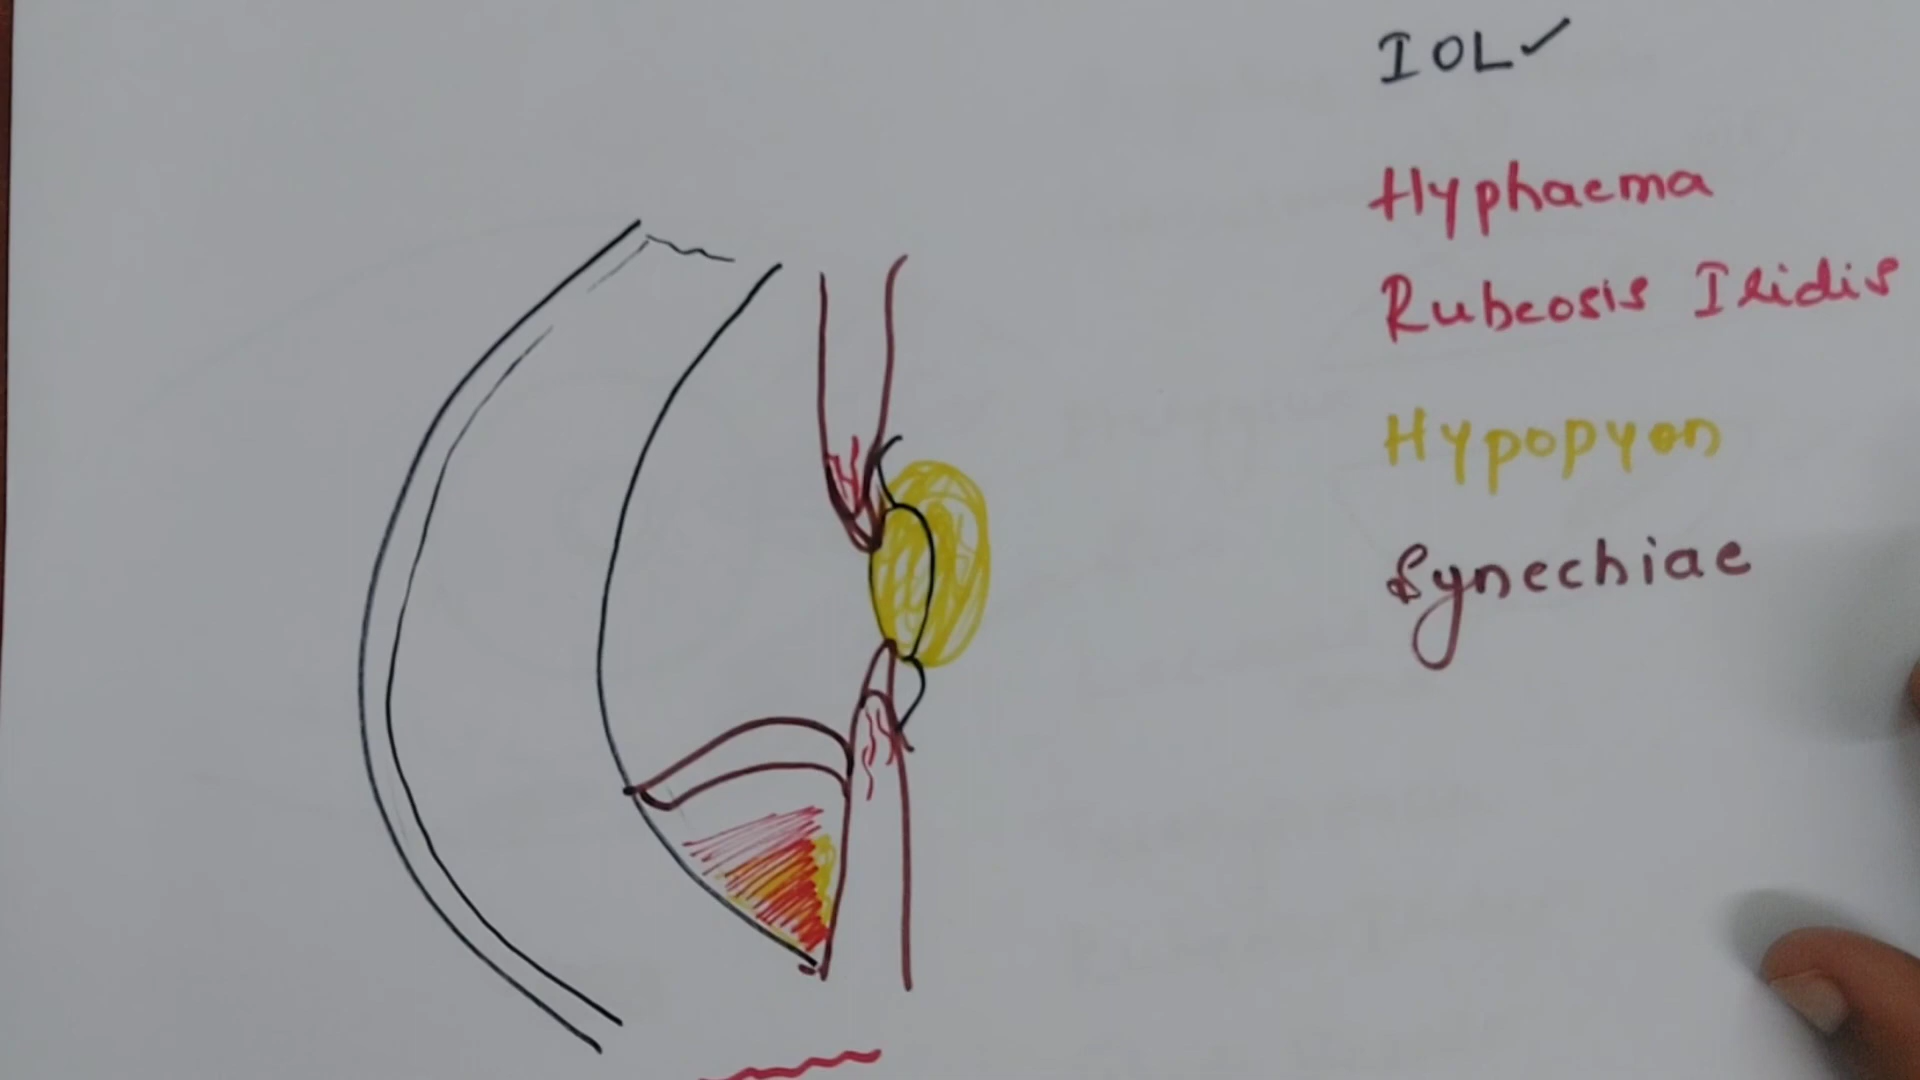 IOL✓
Hyphaema
Rubeosis Iridis
Hypopyon
Synechiae